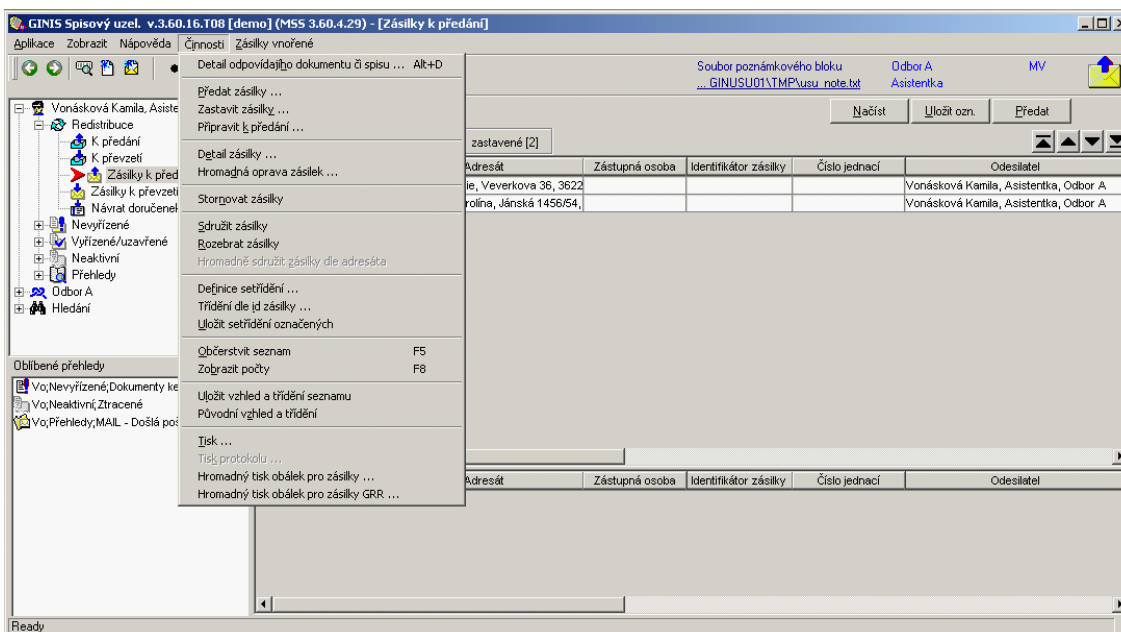 GINIS Spisový uzel. v.3.60.16.T08 [demo] (MSS 3.60.4.29) - [Zásilky k předání]
Aplikace Zobrazit Nápověda Činnosti Zásilky vnořené
Detail odpovídajího dokumentu či spisu ... Alt+D
Předat zásilky ...
Zastavit zásilky ...
Připravit k předání ...
Detail zásilky ...
Hromadná oprava zásilek ...
Stornovat zásilky
Sdružit zásilky
Rozebrat zásilky
Hromadně sdružit zásilky dle adresáta
Definice setřídění ...
Třídění dle id zásilky ...
Uložit setřídění označených
Občerstvit seznam F5
Zobrazit počty F8
Uložit vzhled a třídění seznamu
Původní vzhled a třídění
Tisk ...
Tisk protokolu ...
Hromadný tisk obálek pro zásilky ...
Hromadný tisk obálek pro zásilky GRR ...
Soubor poznámkového bloku Odbor A MV
... GINUSU01\TMP\usu_note.txt Asistentka
Načíst Uložit ozn. Předat
Vonásková Kamila, Asiste
Redistribuce
K předání
K převzetí
Zásilky k před
Zásilky k převzetí
Návrat doručenek
Nevyřízené
Vyřízené/uzavřené
Neaktivní
Přehledy
Odbor A
Hledání
Oblíbené přehledy
Vo;Nevyřízené;Dokumenty ke
Vo;Neaktivní;Ztracené
Vo;Přehledy;MAIL - Došlá poš
zastavené [2]
Adresát Zástupná osoba Identifikátor zásilky Číslo jednací Odesilatel
ie, Veverkova 36, 3622 Vonásková Kamila, Asistentka, Odbor A
rolína, Jánská 1456/54, Vonásková Kamila, Asistentka, Odbor A
Adresát Zástupná osoba Identifikátor zásilky Číslo jednací Odesilatel
Ready